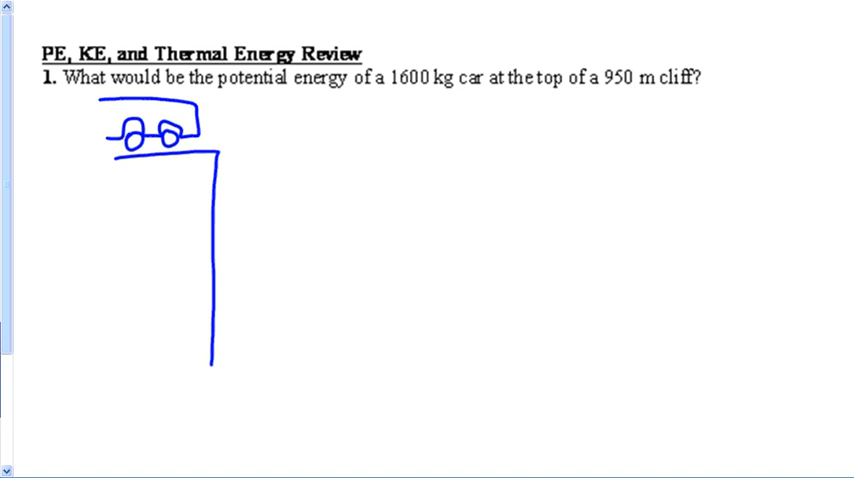 PE, KE, and Thermal Energy Review
1. What would be the potential energy of a 1600 kg car at the top of a 950 m cliff?